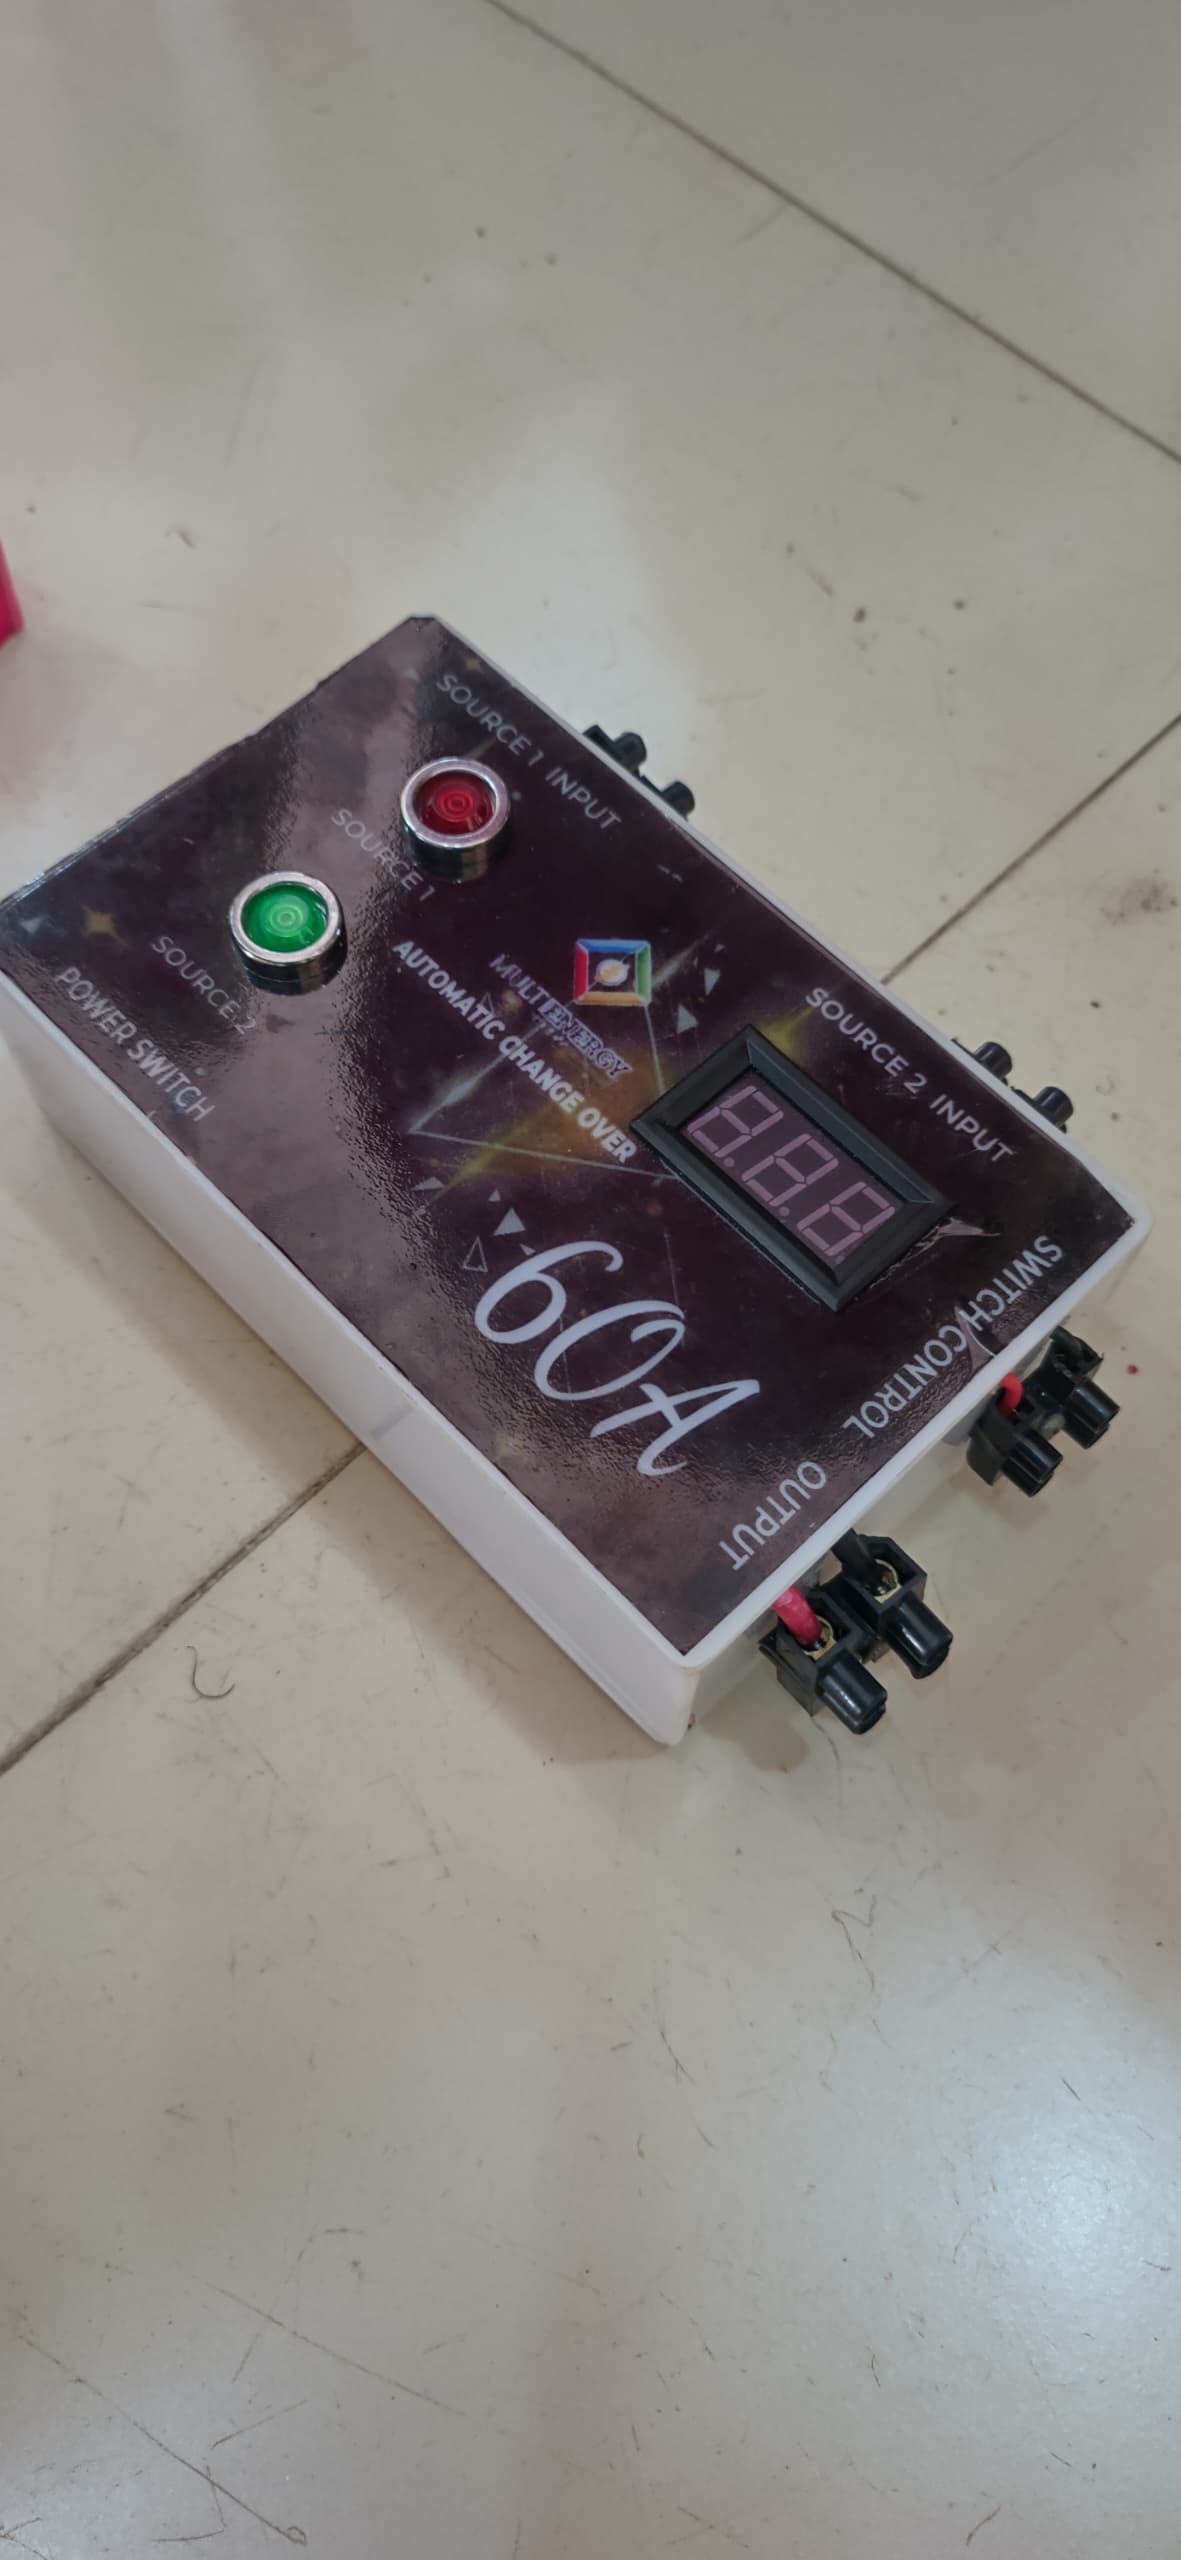 SOURCE 1 INPUT
SOURCE 2 INPUT
SOURCE 1
SOURCE 2
POWER SWITCH
MULTIENERGY
AUTOMATIC CHANGE OVER
60A
SWITCH/CONTROL
OUTPUT